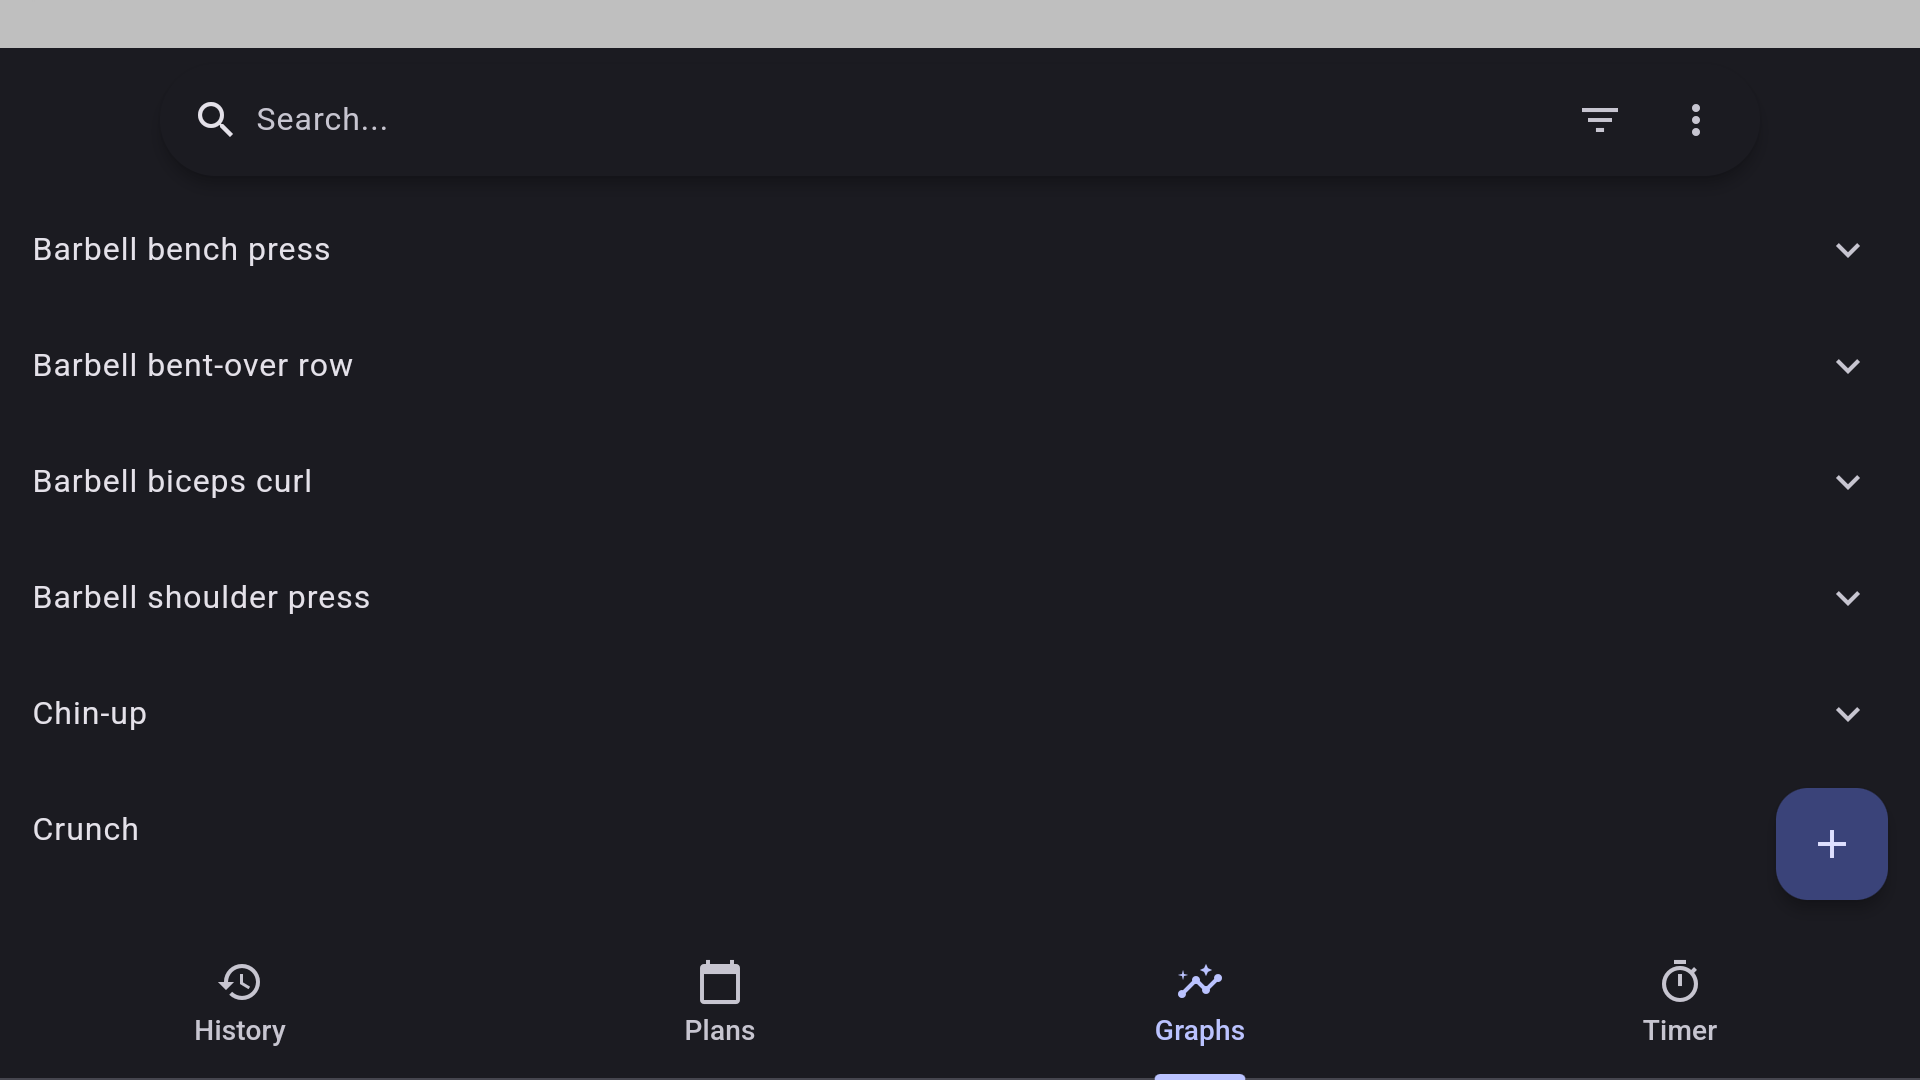 Search...
Barbell bench press
Barbell bent-over row
Barbell biceps curl
Barbell shoulder press
Chin-up
Crunch
History
Plans
Graphs
Timer